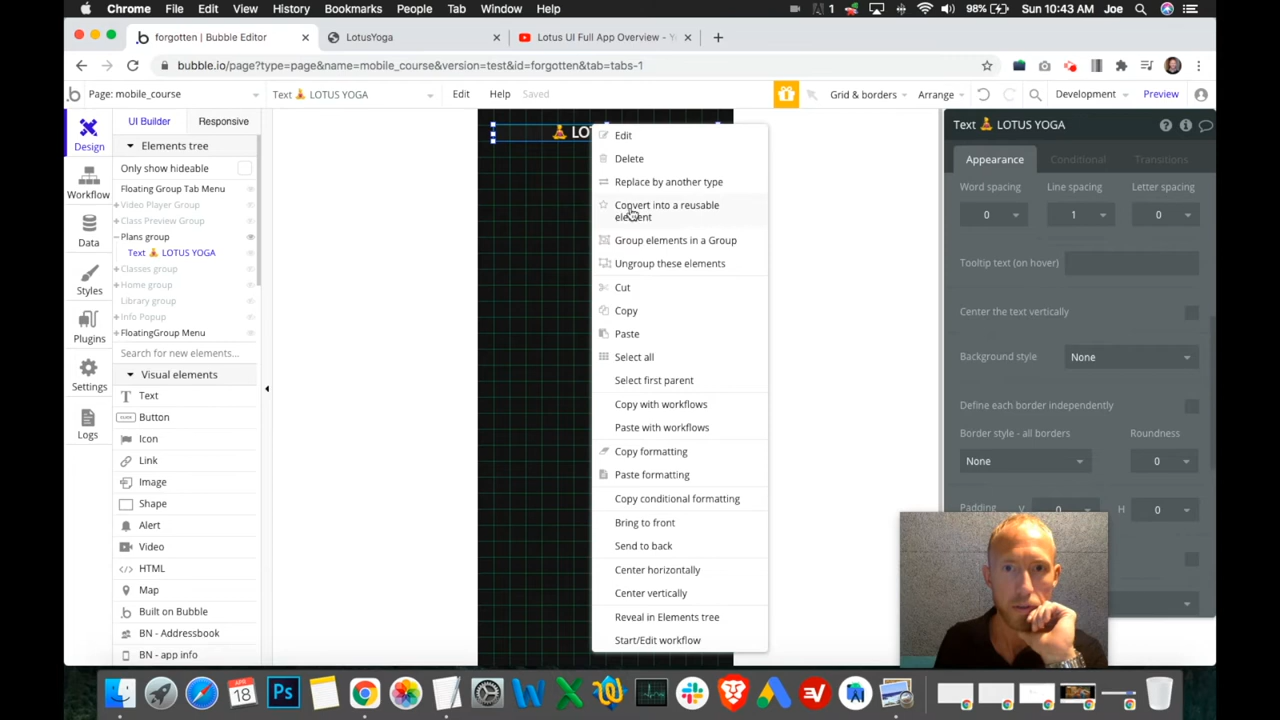 Chrome File Edit View History Bookmarks People Tab Window Help 1 98% Sun 10:43 AM Joe
forgotten | Bubble Editor LotusYoga Lotus UI Full App Overview - Y
bubble.io/page?type=page&name=mobile_course&version=test&id=forgotten&tab=tabs-1
Page: mobile_course Text 🧘 LOTUS YOGA Edit Help Saved Grid & borders Arrange Development Preview
UI Builder Responsive
Design
Elements tree
Only show hideable
Workflow
Floating Group Tab Menu
Video Player Group
Class Preview Group
Data
Plans group
Text 🧘 LOTUS YOGA
Classes group
Styles
Home group
Library group
Info Popup
Plugins
FloatingGroup Menu
Search for new elements...
Settings
Visual elements
Text
Logs
Button
Icon
Link
Image
Shape
Alert
Video
</> HTML
Map
Built on Bubble
BN - Addressbook
BN - app info
🧘 LO
Edit
Delete
Replace by another type
Convert into a reusable
element
Group elements in a Group
Ungroup these elements
Cut
Copy
Paste
Select all
Select first parent
Copy with workflows
Paste with workflows
Copy formatting
Paste formatting
Copy conditional formatting
Bring to front
Send to back
Center horizontally
Center vertically
Reveal in Elements tree
Start/Edit workflow
Text 🧘 LOTUS YOGA
Appearance Conditional Transitions
Word spacing Line spacing Letter spacing
0 1 0
Tooltip text (on hover)
Center the text vertically
Background style None
Define each border independently
Border style - all borders Roundness
None 0
Padding V 0 H 0
APR
18
Ps